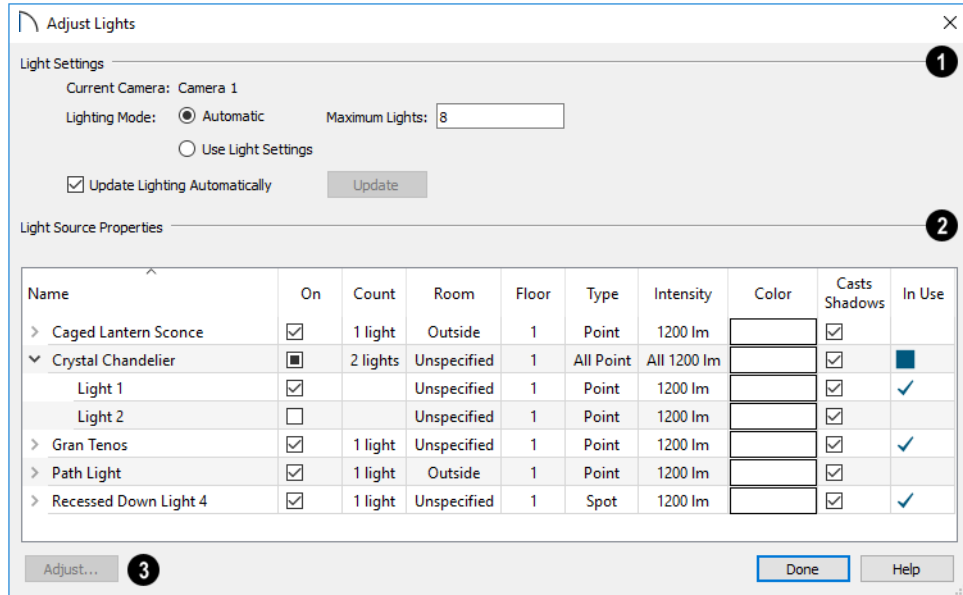 Adjust Lights
1
Light Settings
Current Camera: Camera 1
Lighting Mode: Automatic Maximum Lights: 8
Use Light Settings
Update Lighting Automatically Update
2
Light Source Properties
Name On Count Room Floor Type Intensity Color Casts Shadows In Use
Caged Lantern Sconce 1 light Outside 1 Point 1200 lm
Crystal Chandelier 2 lights Unspecified 1 All Point All 1200 lm
Light 1 Unspecified 1 Point 1200 lm
Light 2 Unspecified 1 Point 1200 lm
Gran Tenos 1 light Unspecified 1 Point 1200 lm
Path Light 1 light Outside 1 Point 1200 lm
Recessed Down Light 4 1 light Unspecified 1 Spot 1200 lm
Adjust... 3 Done Help